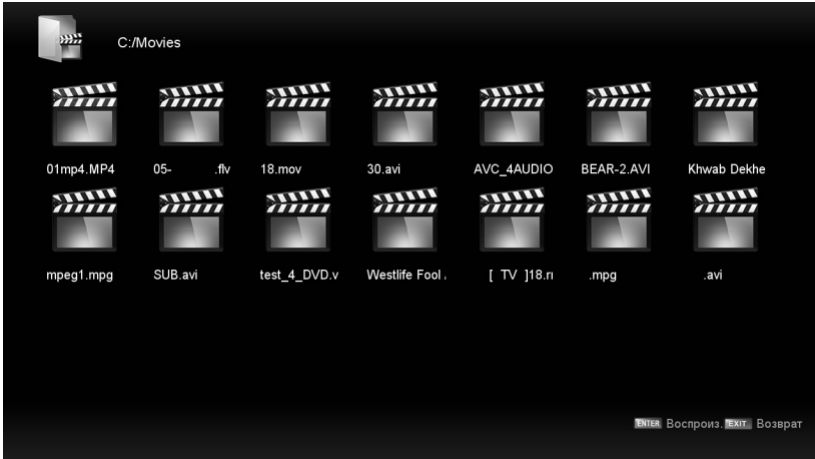 C:/Movies
01mp4.MP4 05- .flv 18.mov 30.avi AVC_4AUDIO BEAR-2.AVI Khwab Dekhe
mpeg1.mpg SUB.avi test_4_DVD.v Westlife Fool [ TV ]18.r .mpg .avi
ENTER Воспроиз. EXIT Возврат